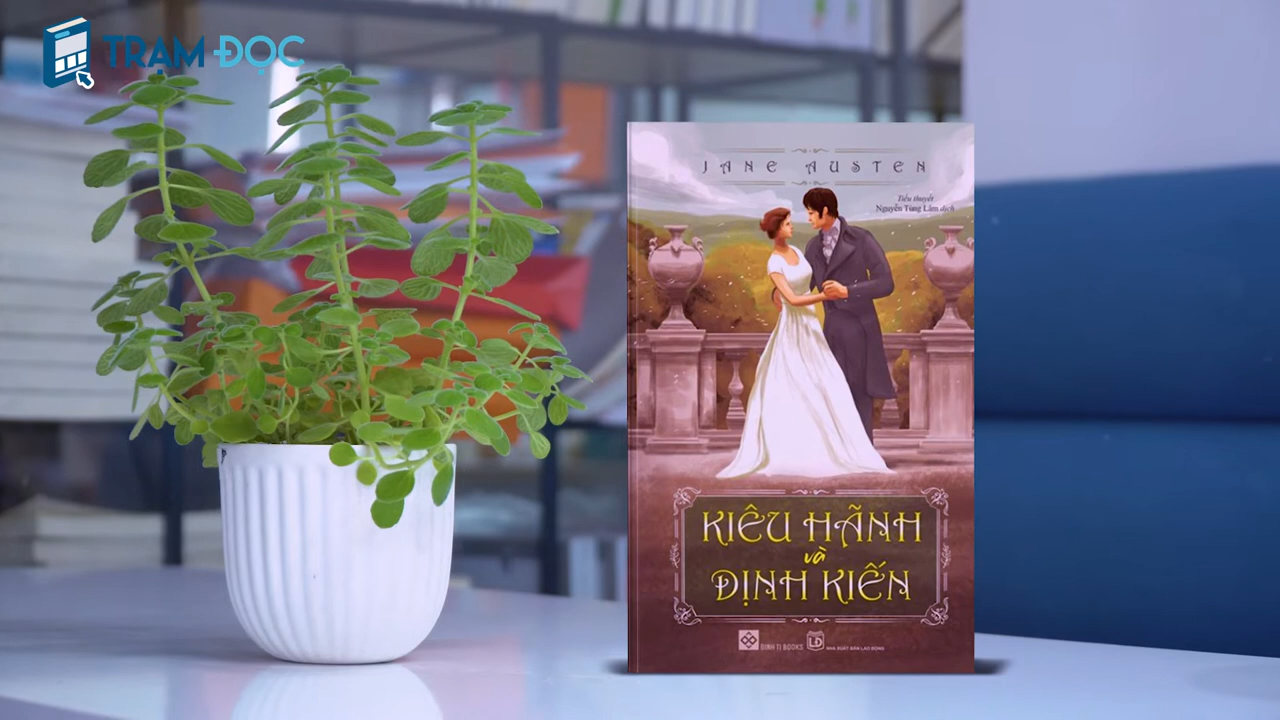 TRẠM ĐỌC
JANE AUSTEN
Tiểu thuyết
Nguyễn Tùng Lâm dịch
KIÊU HÃNH
và
ĐỊNH KIẾN
ĐINH TỊ BOOKS
LĐ
NHÀ XUẤT BẢN LAO ĐỘNG